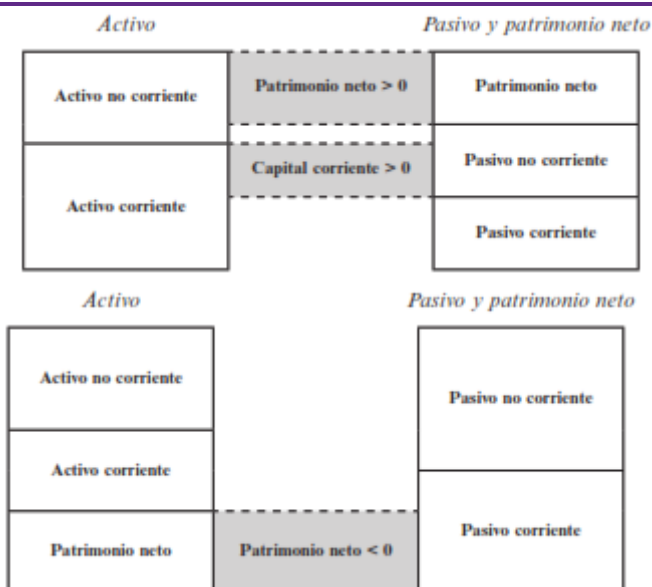 Activo Pasivo y patrimonio neto
Activo no corriente Patrimonio neto > 0 Patrimonio neto
Capital corriente > 0 Pasivo no corriente
Activo corriente
Pasivo corriente
Activo Pasivo y patrimonio neto
Activo no corriente
Pasivo no corriente
Activo corriente
Pasivo corriente
Patrimonio neto Patrimonio neto < 0